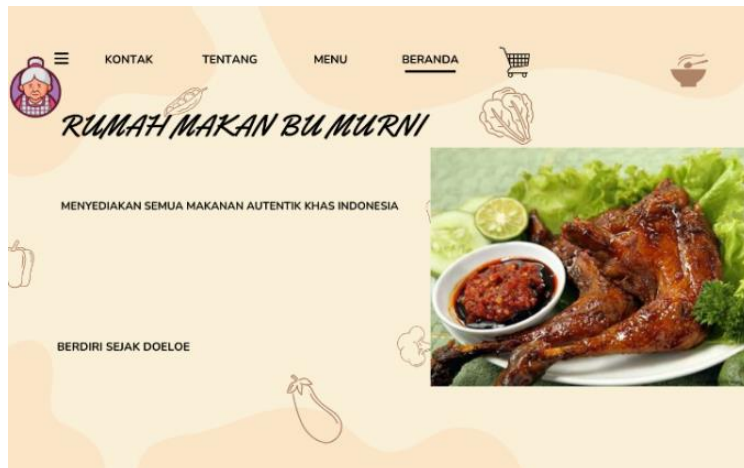 KONTAK TENTANG MENU BERANDA
RUMAH MAKAN BU MURNI
MENYEDIAKAN SEMUA MAKANAN AUTENTIK KHAS INDONESIA
BERDIRI SEJAK DOELOE